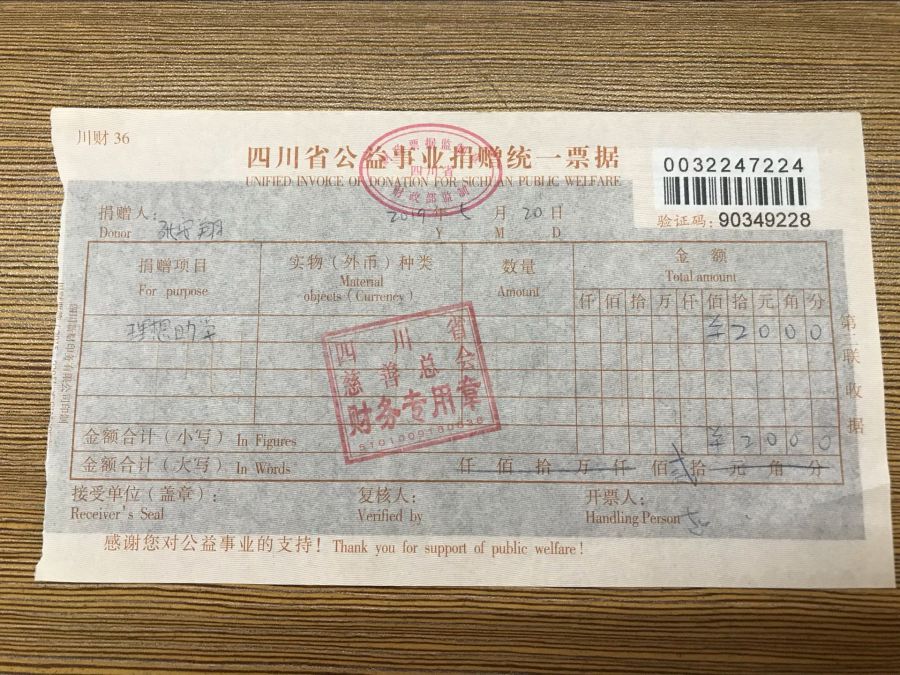 川财 36
四川省公益事业捐赠统一票据
UNIFIED INVOICE OF DONATION FOR SICHUAN PUBLIC WELFARE
0032247224
验证码：90349228
捐赠人： 2019年 5 月 20 日
Donor Y M D
捐赠项目 实物（外币）种类 数量 金额
For purpose Material objects (Currency) Amount Total amount
仟 佰 拾 万 仟 佰 拾 元 角 分
理想助学 ¥2000
四川省
慈善总会
财务专用章
金额合计（小写） In Figures ¥2000
金额合计（大写） In Words 仟 佰 拾 万 仟 佰 贰拾 元 角 分
接受单位（盖章）： 复核人： 开票人：
Receiver's Seal Verified by Handling Person
感谢您对公益事业的支持！ Thank you for support of public welfare!
第二联 收据